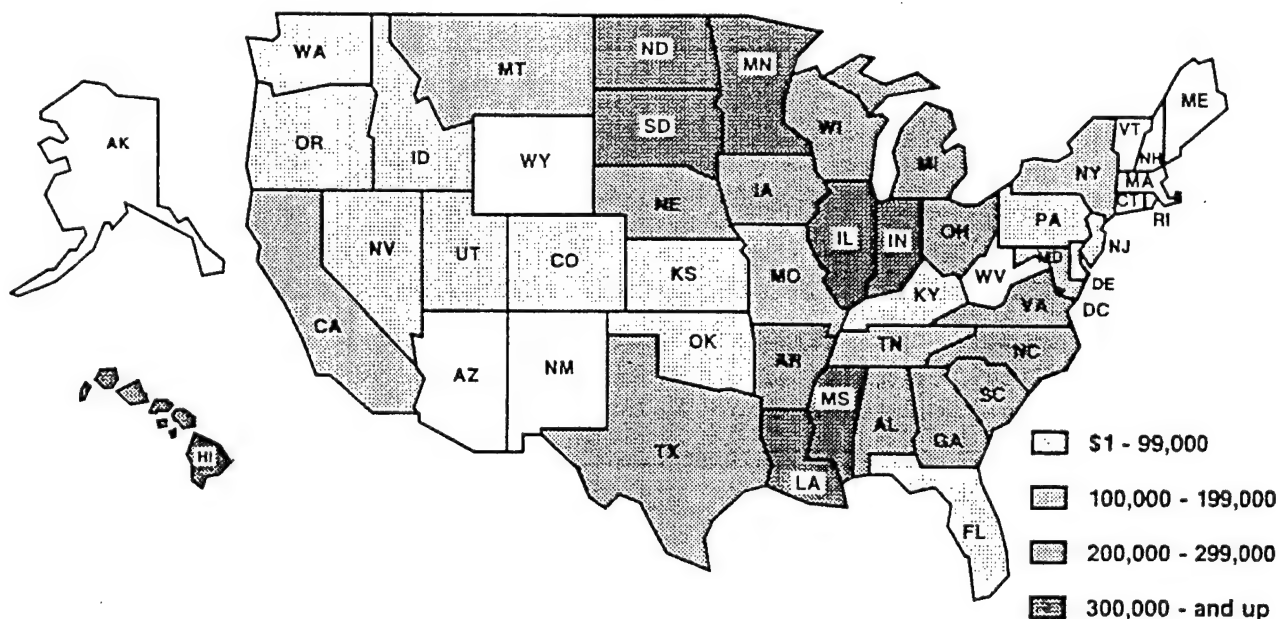 WA
MT
ND
MN
ME
AK
OR
ID
WY
SD
WI
MI
VT
NH
NY
MA
CT
RI
NE
IA
PA
NJ
NV
UT
CO
KS
MO
IL
IN
OH
MD
WV
DE
VA
DC
CA
KY
AZ
NM
OK
AR
TN
NC
HI
TX
MS
AL
GA
SC
LA
FL
$1 - 99,000
100,000 - 199,000
200,000 - 299,000
300,000 - and up